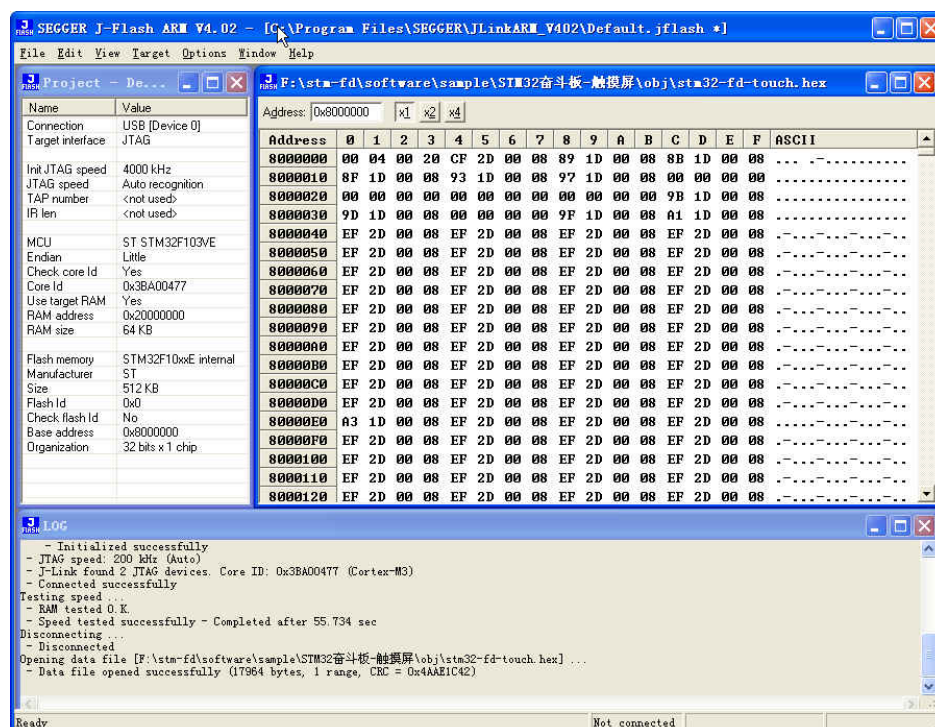 SEGGER J-Flash ARM V4.02 - [C:\Program Files\SEGGER\JLinkARM_V402\Default.jflash *]
File Edit View Target Options Window Help
Project - De...
Name Value
Connection USB [Device 0]
Target interface JTAG
Init JTAG speed 4000 kHz
JTAG speed Auto recognition
TAP number <not used>
IR len <not used>
MCU ST STM32F103VE
Endian Little
Check core Id Yes
Core Id 0x3BA00477
Use target RAM Yes
RAM address 0x20000000
RAM size 64 KB
Flash memory STM32F10xxE internal
Manufacturer ST
Size 512 KB
Flash Id 0x0
Check flash Id No
Base address 0x8000000
Organization 32 bits x 1 chip
F:\stm-fd\software\sample\STM32奋斗板-触摸屏\obj\stm32-fd-touch.hex
Address: 0x8000000 x1 x2 x4
Address 0 1 2 3 4 5 6 7 8 9 A B C D E F ASCII
8000000 00 04 00 20 CF 2D 00 08 89 1D 00 08 8B 1D 00 08 ... .-..........
8000010 8F 1D 00 08 93 1D 00 08 97 1D 00 08 00 00 00 00 ................
8000020 00 00 00 00 00 00 00 00 00 00 00 00 9B 1D 00 08 ................
8000030 9D 1D 00 08 00 00 00 00 9F 1D 00 08 A1 1D 00 08 ................
8000040 EF 2D 00 08 EF 2D 00 08 EF 2D 00 08 EF 2D 00 08 .-...-...-...-..
8000050 EF 2D 00 08 EF 2D 00 08 EF 2D 00 08 EF 2D 00 08 .-...-...-...-..
8000060 EF 2D 00 08 EF 2D 00 08 EF 2D 00 08 EF 2D 00 08 .-...-...-...-..
8000070 EF 2D 00 08 EF 2D 00 08 EF 2D 00 08 EF 2D 00 08 .-...-...-...-..
8000080 EF 2D 00 08 EF 2D 00 08 EF 2D 00 08 EF 2D 00 08 .-...-...-...-..
8000090 EF 2D 00 08 EF 2D 00 08 EF 2D 00 08 EF 2D 00 08 .-...-...-...-..
80000A0 EF 2D 00 08 EF 2D 00 08 EF 2D 00 08 EF 2D 00 08 .-...-...-...-..
80000B0 EF 2D 00 08 EF 2D 00 08 EF 2D 00 08 EF 2D 00 08 .-...-...-...-..
80000C0 EF 2D 00 08 EF 2D 00 08 EF 2D 00 08 EF 2D 00 08 .-...-...-...-..
80000D0 EF 2D 00 08 EF 2D 00 08 EF 2D 00 08 EF 2D 00 08 .-...-...-...-..
80000E0 A3 1D 00 08 EF 2D 00 08 EF 2D 00 08 EF 2D 00 08 .....-...-...-..
80000F0 EF 2D 00 08 EF 2D 00 08 EF 2D 00 08 EF 2D 00 08 .-...-...-...-..
8000100 EF 2D 00 08 EF 2D 00 08 EF 2D 00 08 EF 2D 00 08 .-...-...-...-..
8000110 EF 2D 00 08 EF 2D 00 08 EF 2D 00 08 EF 2D 00 08 .-...-...-...-..
8000120 EF 2D 00 08 EF 2D 00 08 EF 2D 00 08 EF 2D 00 08 .-...-...-...-..
LOG
- Initialized successfully
- JTAG speed: 200 kHz (Auto)
- J-Link found 2 JTAG devices. Core ID: 0x3BA00477 (Cortex-M3)
- Connected successfully
Testing speed ...
- RAM tested O.K.
- Speed tested successfully - Completed after 55.734 sec
Disconnecting ...
- Disconnected
Opening data file [F:\stm-fd\software\sample\STM32奋斗板-触摸屏\obj\stm32-fd-touch.hex] ...
- Data file opened successfully (17964 bytes, 1 range, CRC = 0x4AAE1C42)
Ready Not connected